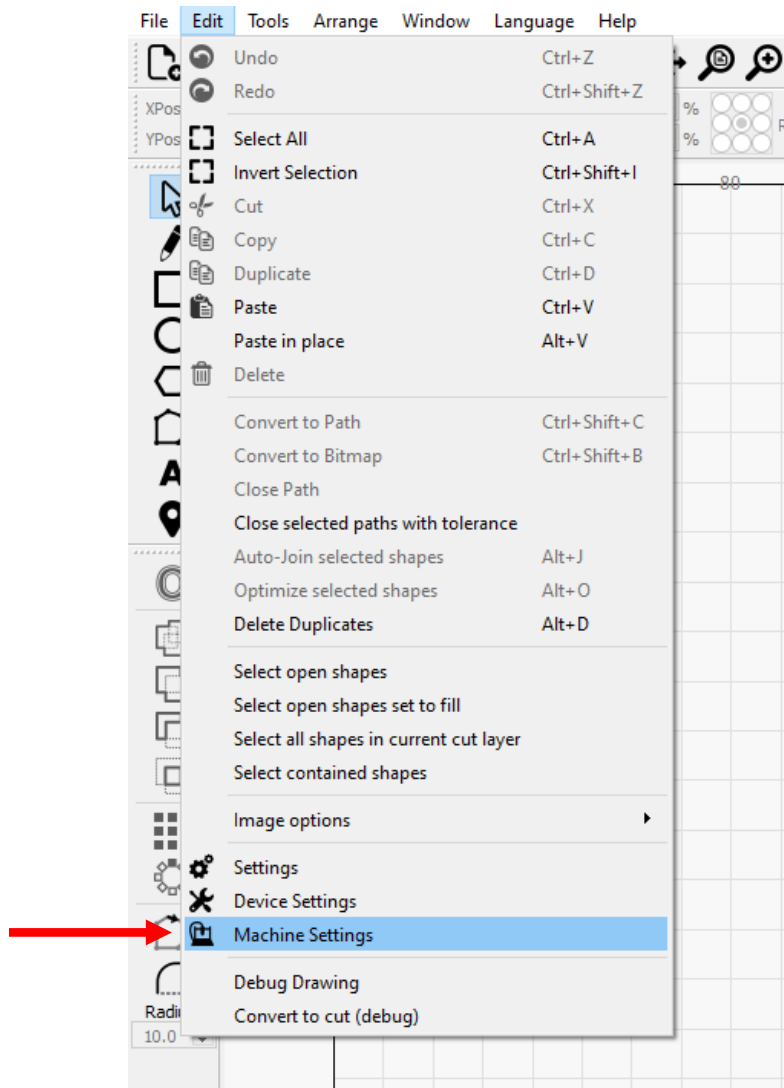 File Edit Tools Arrange Window Language Help
Undo Ctrl+Z
Redo Ctrl+Shift+Z
XPos %
YPos %
Select All Ctrl+A
Invert Selection Ctrl+Shift+I
80
Cut Ctrl+X
Copy Ctrl+C
Duplicate Ctrl+D
Paste Ctrl+V
Paste in place Alt+V
Delete
Convert to Path Ctrl+Shift+C
Convert to Bitmap Ctrl+Shift+B
Close Path
Close selected paths with tolerance
Auto-Join selected shapes Alt+J
Optimize selected shapes Alt+O
Delete Duplicates Alt+D
Select open shapes
Select open shapes set to fill
Select all shapes in current cut layer
Select contained shapes
Image options
Settings
Device Settings
Machine Settings
Debug Drawing
Convert to cut (debug)
10.0